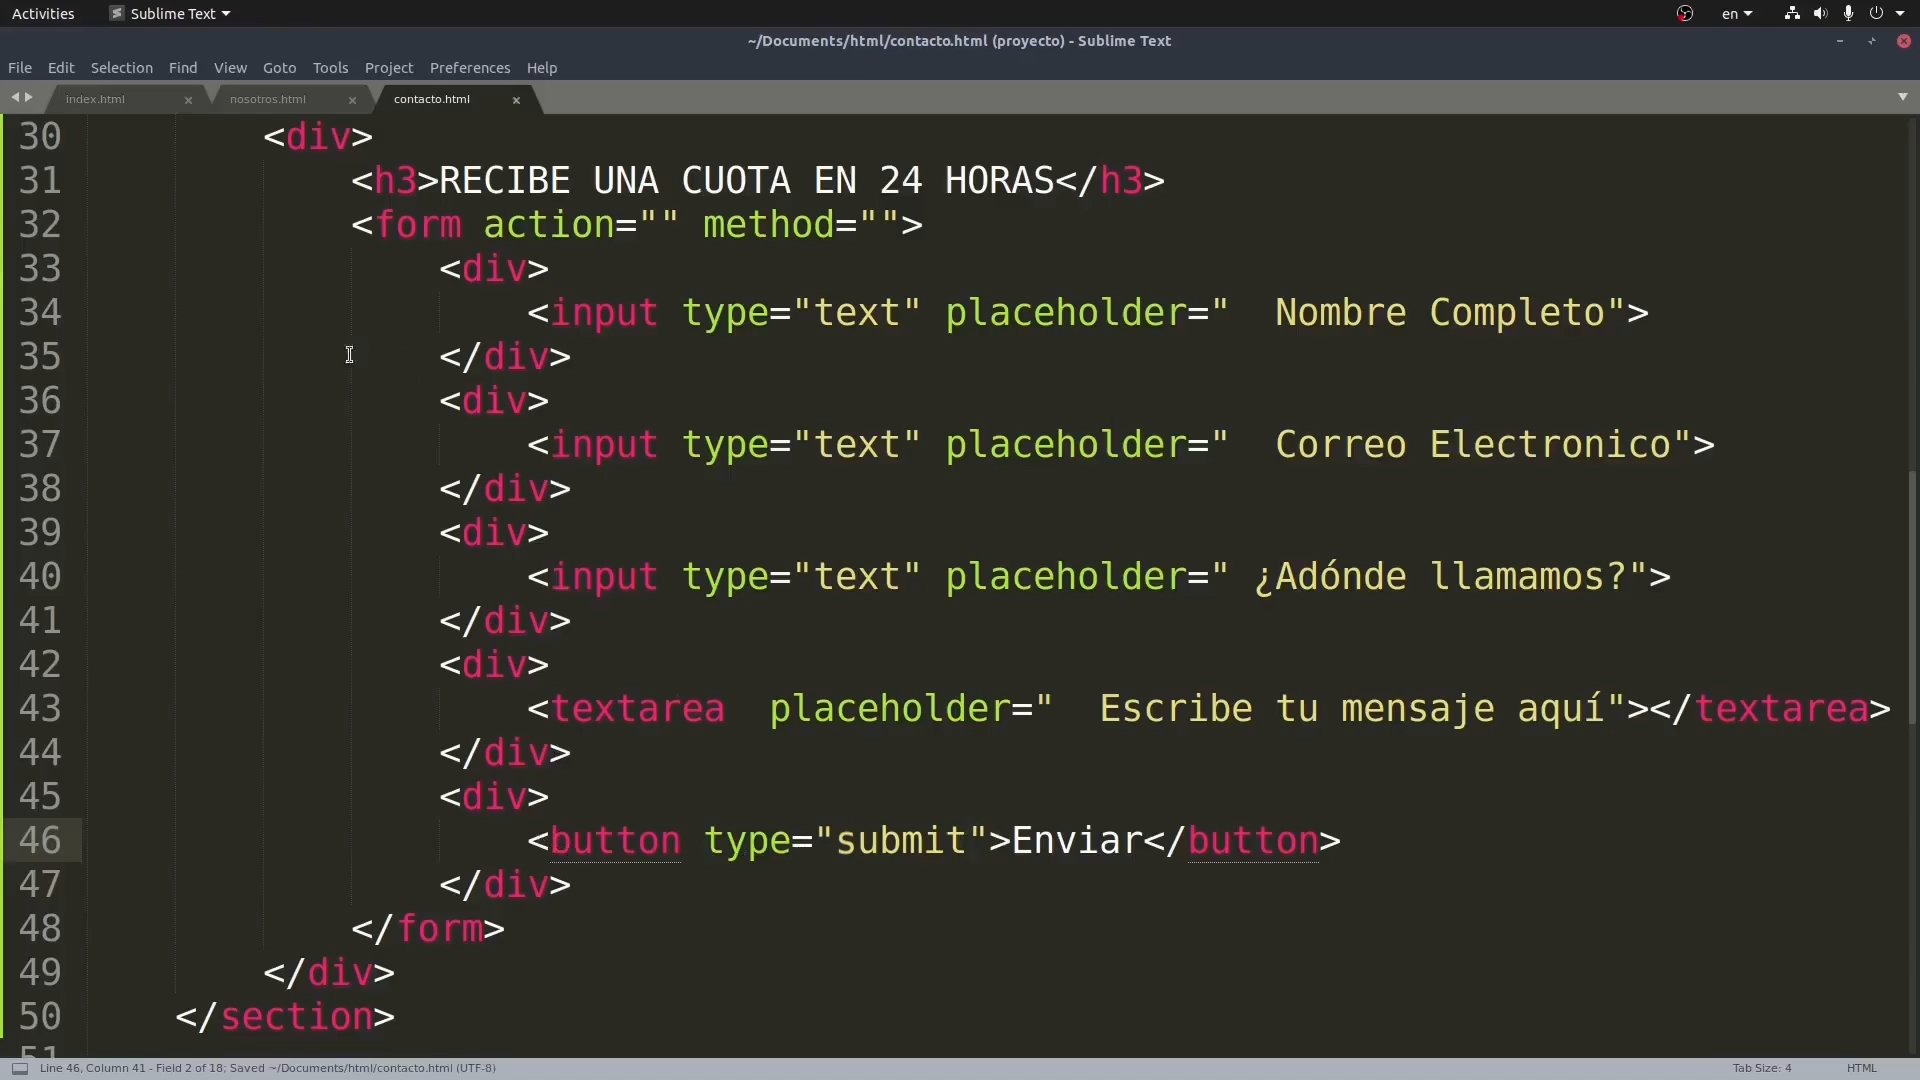 Activities Sublime Text en
~/Documents/html/contacto.html (proyecto) - Sublime Text
File Edit Selection Find View Goto Tools Project Preferences Help
index.html nosotros.html contacto.html
30 <div>
31 <h3>RECIBE UNA CUOTA EN 24 HORAS</h3>
32 <form action="" method="">
33 <div>
34 <input type="text" placeholder="  Nombre Completo">
35 </div>
36 <div>
37 <input type="text" placeholder="  Correo Electronico">
38 </div>
39 <div>
40 <input type="text" placeholder=" ¿Adónde llamamos?">
41 </div>
42 <div>
43 <textarea  placeholder="  Escribe tu mensaje aquí"></textarea>
44 </div>
45 <div>
46 <button type="submit">Enviar</button>
47 </div>
48 </form>
49 </div>
50 </section>
51
Line 46, Column 41 - Field 2 of 18; Saved ~/Documents/html/contacto.html (UTF-8) Tab Size: 4 HTML